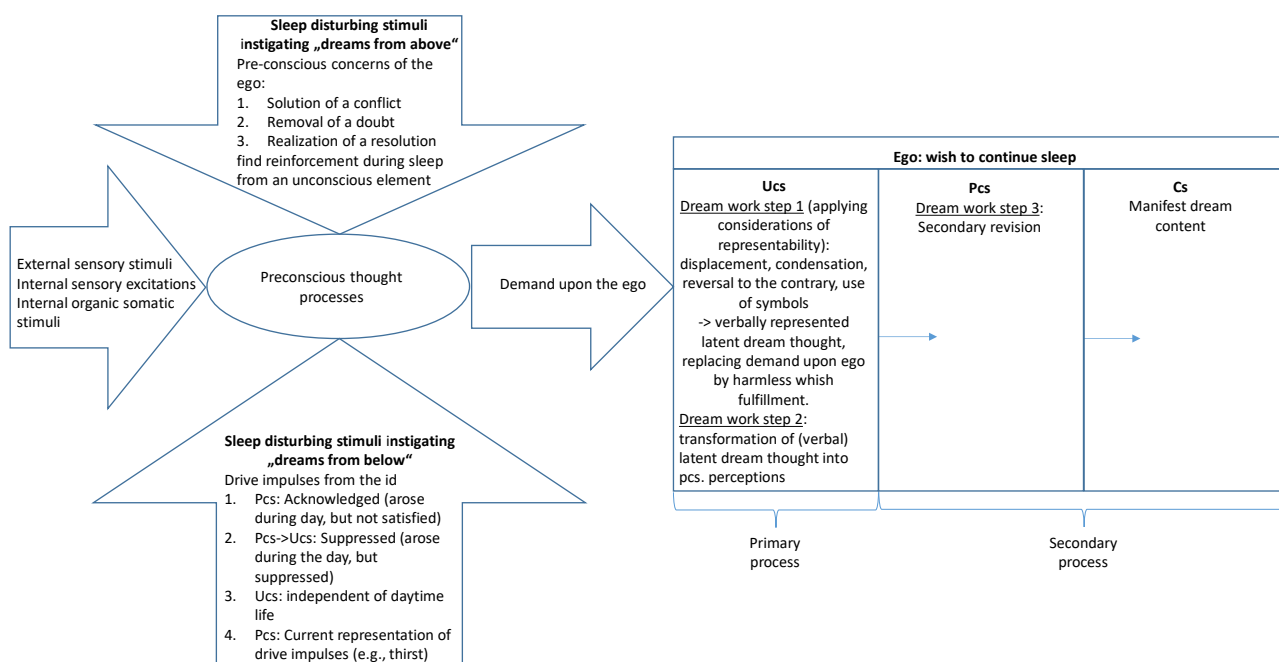 Sleep disturbing stimuli
instigating „dreams from above“
Pre-conscious concerns of the
ego:
1. Solution of a conflict
2. Removal of a doubt
3. Realization of a resolution
find reinforcement during sleep
from an unconscious element
External sensory stimuli
Internal sensory excitations
Internal organic somatic
stimuli
Preconscious thought
processes
Demand upon the ego
Sleep disturbing stimuli instigating
„dreams from below“
Drive impulses from the id
1. Pcs: Acknowledged (arose
during day, but not satisfied)
2. Pcs->Ucs: Suppressed (arose
during the day, but
suppressed)
3. Ucs: independent of daytime
life
4. Pcs: Current representation of
drive impulses (e.g., thirst)
Ego: wish to continue sleep
Ucs
Dream work step 1 (applying
considerations of
representability):
displacement, condensation,
reversal to the contrary, use
of symbols
-> verbally represented
latent dream thought,
replacing demand upon ego
by harmless whish
fulfillment.
Dream work step 2:
transformation of (verbal)
latent dream thought into
pcs. perceptions
Pcs
Dream work step 3:
Secondary revision
Cs
Manifest dream
content
Primary
process
Secondary
process